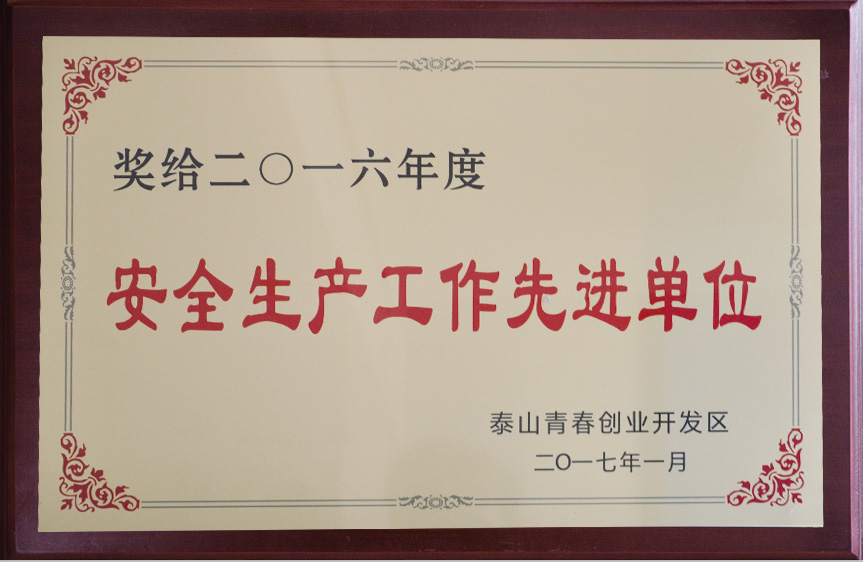 奖给二〇一六年度
安全生产工作先进单位
泰山青春创业开发区
二〇一七年一月